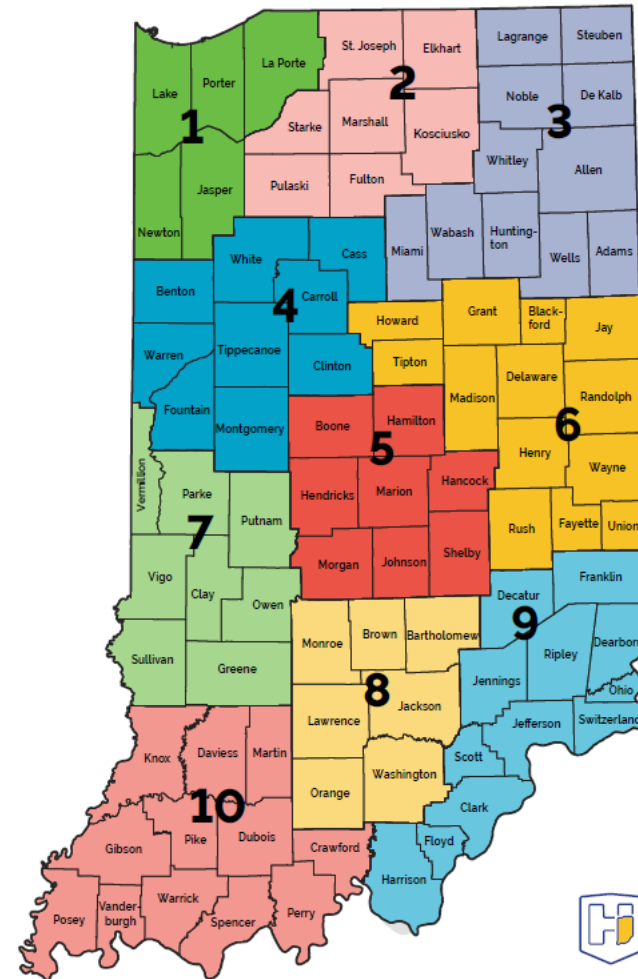 St. Joseph
Elkhart
Lagrange
Steuben
La Porte
Porter
Lake
2
Noble
De Kalb
1
Starke
Marshall
Kosciusko
3
Whitley
Allen
Pulaski
Fulton
Jasper
Newton
Miami
Wabash
Hunting-
ton
Wells
Adams
White
Cass
Benton
4
Carroll
Howard
Grant
Black-
ford
Jay
Warren
Tippecanoe
Clinton
Tipton
Madison
Delaware
Randolph
Fountain
Montgomery
Boone
Hamilton
5
6
Henry
Wayne
Vermillion
Parke
Putnam
Hendricks
Marion
Hancock
7
Rush
Fayette
Union
Vigo
Clay
Owen
Morgan
Johnson
Shelby
Decatur
Franklin
9
Sullivan
Greene
Monroe
Brown
Bartholomew
Ripley
Dearborn
8
Jennings
Ohio
Lawrence
Jackson
Jefferson
Switzerland
Knox
Daviess
Martin
Scott
Orange
Washington
10
Clark
Gibson
Pike
Dubois
Crawford
Floyd
Harrison
Posey
Vander-
burgh
Warrick
Spencer
Perry